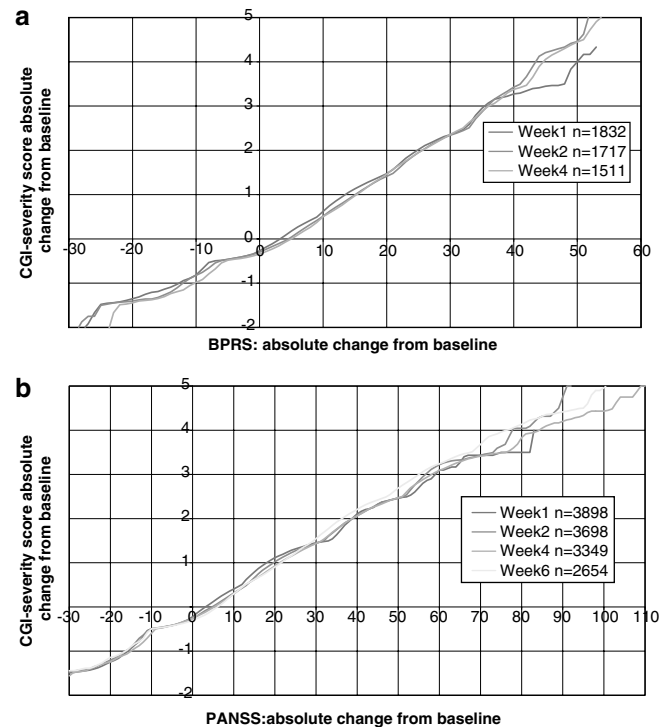 a
CGI-severity score absolute
change from baseline
5
4
3
2
1
0
-1
-2
-30 -20 -10 0 10 20 30 40 50 60
Week1 n=1832
Week2 n=1717
Week4 n=1511
BPRS: absolute change from baseline
b
CGI-severity score absolute
change from baseline
5
4
3
2
1
-1
-2
-30 -20 -10 0 10 20 30 40 50 60 70 80 90 100 110
Week1 n=3898
Week2 n=3698
Week4 n=3349
Week6 n=2654
PANSS:absolute change from baseline